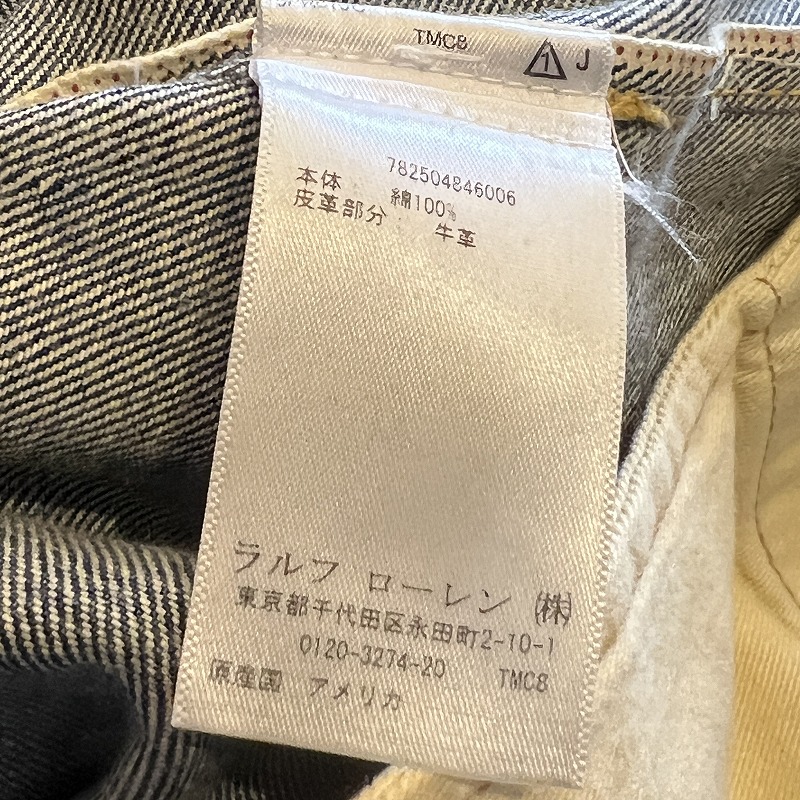 TMC8
1 J
782504846006
本体 綿100%
皮革部分 牛革
ラルフ ローレン ㈱
東京都千代田区永田町2-10-1
0120-3274-20 TMC8
原産国 アメリカ